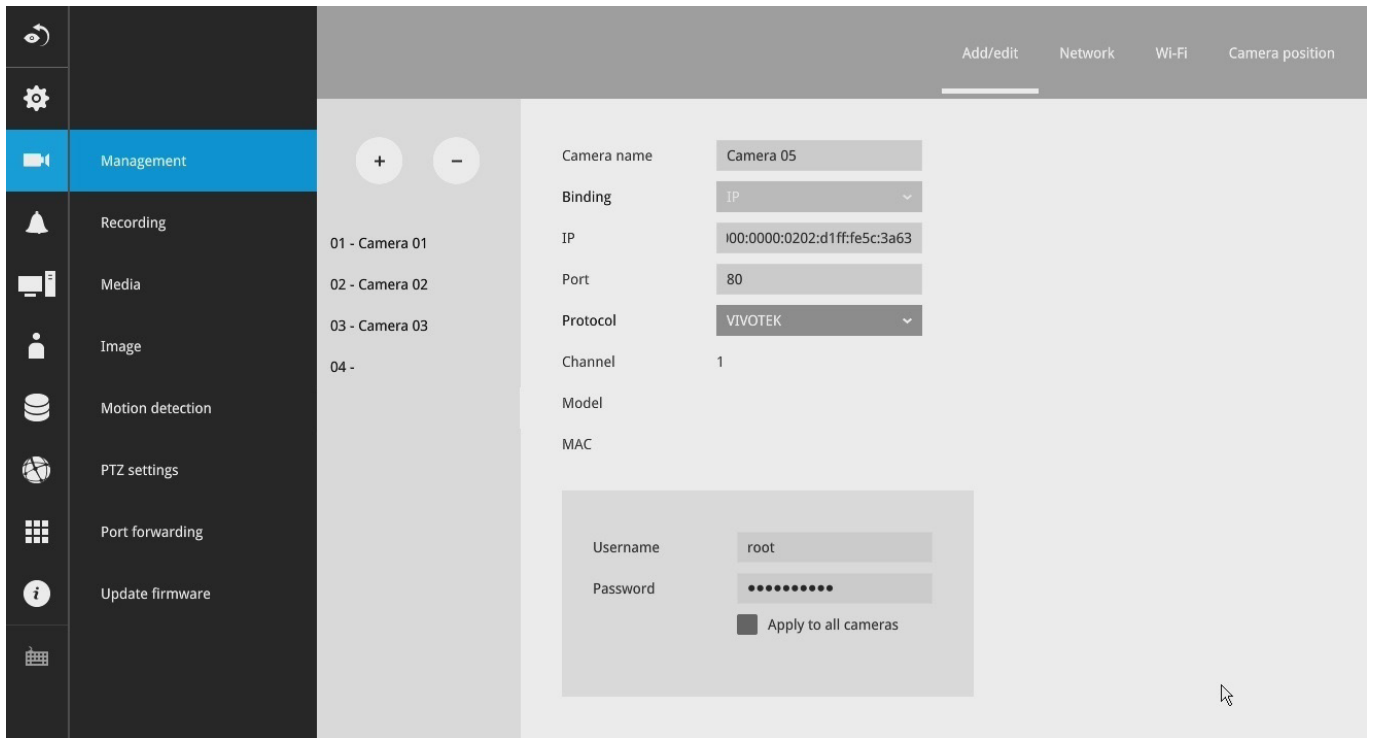 Add/edit Network Wi-Fi Camera position
Management
Recording
Media
Image
Motion detection
PTZ settings
Port forwarding
Update firmware
+ −
01 - Camera 01
02 - Camera 02
03 - Camera 03
04 -
Camera name Camera 05
Binding IP
IP 00:0000:0202:d1ff:fe5c:3a63
Port 80
Protocol VIVOTEK
Channel 1
Model
MAC
Username root
Password ••••••••••
Apply to all cameras